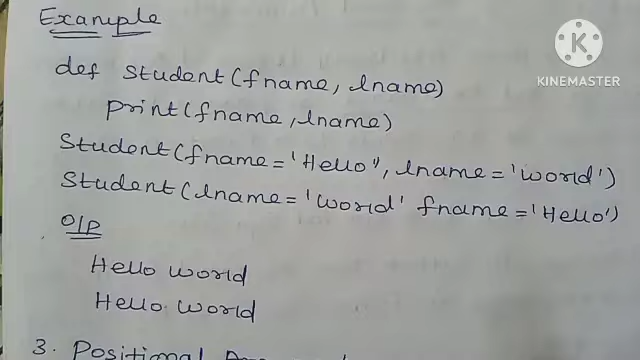 Example
K
KINEMASTER
def Student(fname, lname)
print(fname, lname)
Student(fname='Hello", lname='world')
Student(lname='world' fname='Hello')
O/P
Hello world
Hello world
3. Positional